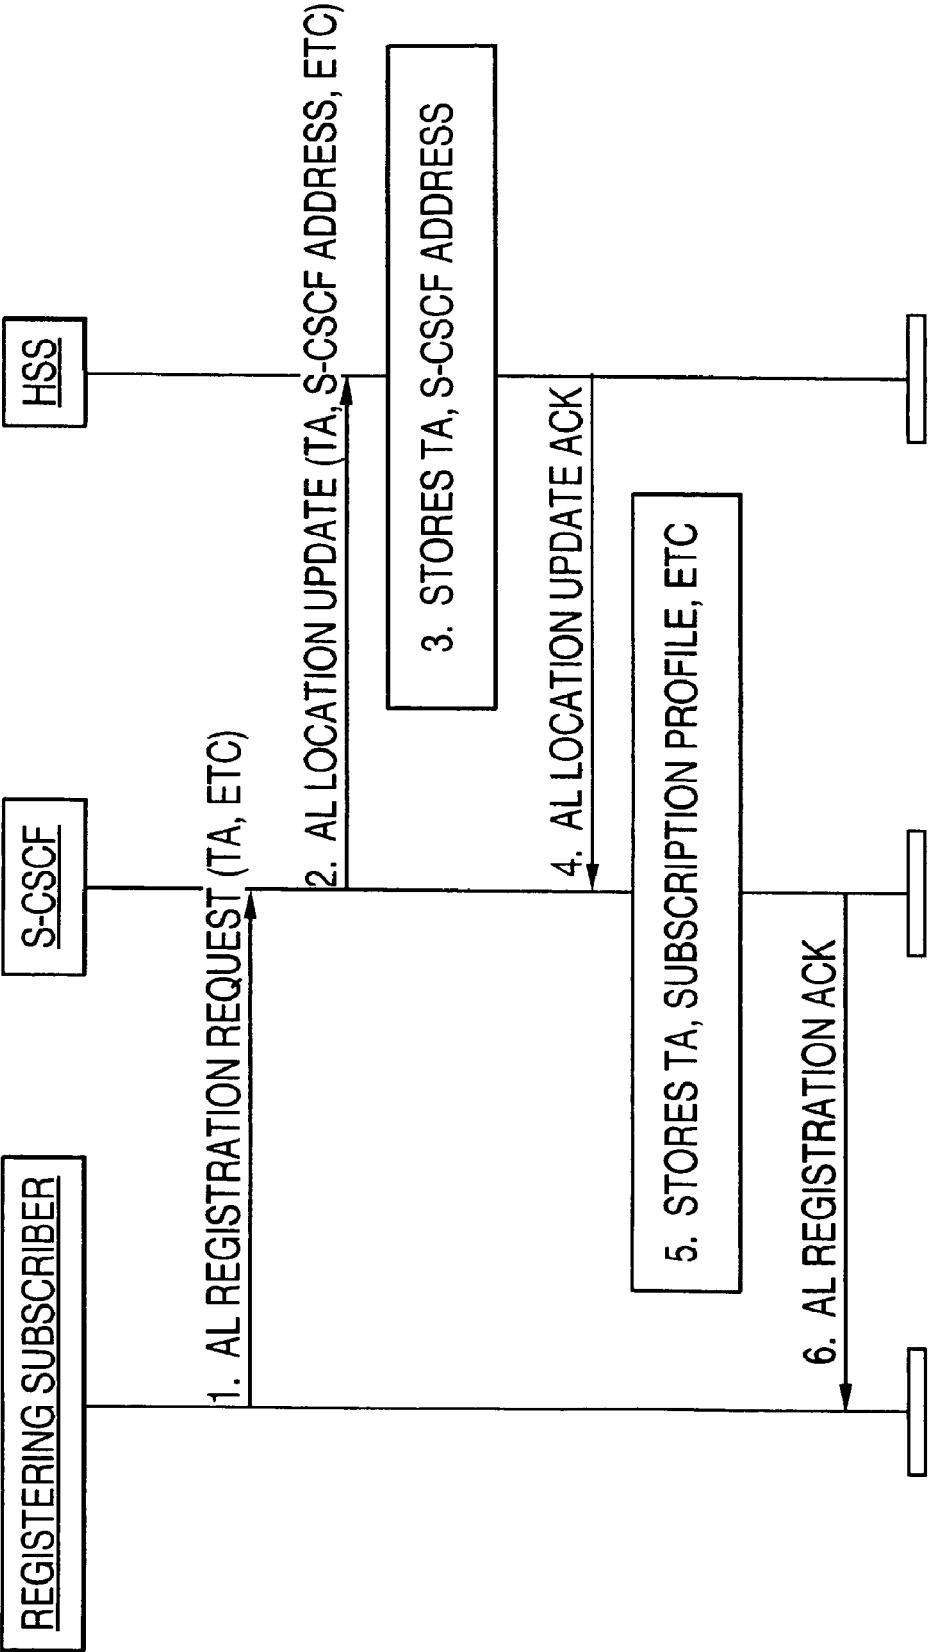 REGISTERING SUBSCRIBER
S-CSCF
HSS
1. AL REGISTRATION REQUEST (TA, ETC)
2. AL LOCATION UPDATE (TA, S-CSCF ADDRESS, ETC)
3. STORES TA, S-CSCF ADDRESS
4. AL LOCATION UPDATE ACK
5. STORES TA, SUBSCRIPTION PROFILE, ETC
6. AL REGISTRATION ACK